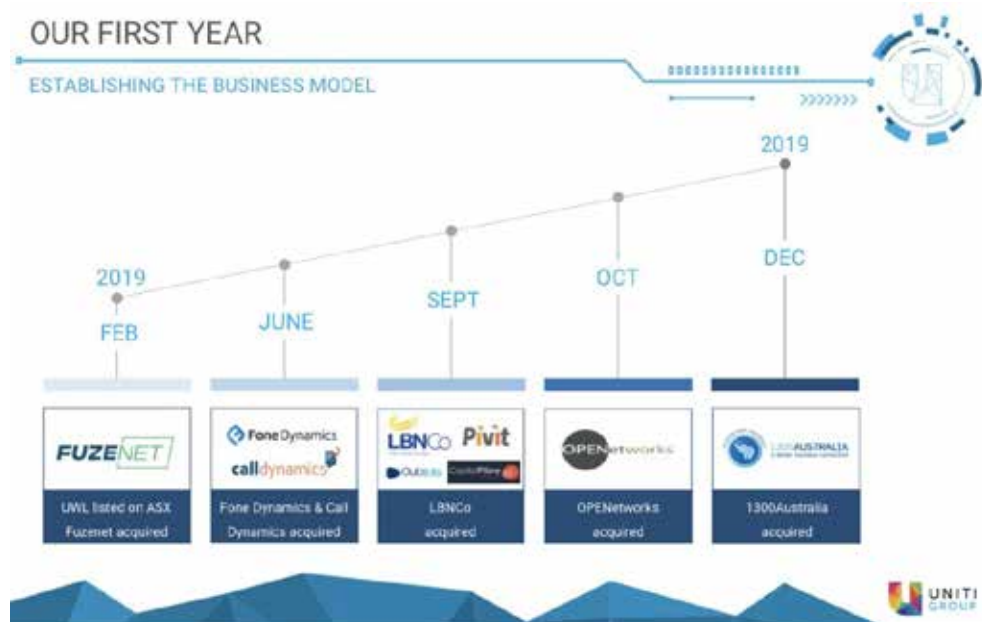 OUR FIRST YEAR
ESTABLISHING THE BUSINESS MODEL
2019
FEB
JUNE
SEPT
OCT
2019
DEC
FUZENET
FoneDynamics
calldynamics
LBNCo
Pivit
OPENetworks
1300AUSTRALIA
UWL listed on ASX
Fuzenet acquired
Fone Dynamics & Call
Dynamics acquired
LBNCo
acquired
OPENetworks
acquired
1300Australia
acquired
UNITI
GROUP